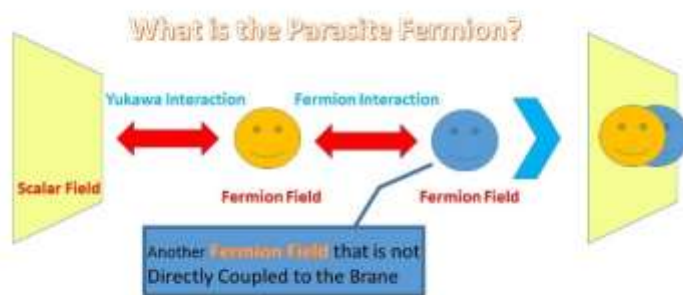 What is the Parasite Fermion?
Yukawa Interaction
Fermion Interaction
Scalar Field
Fermion Field
Fermion Field
Another Fermion Field that is not
Directly Coupled to the Brane